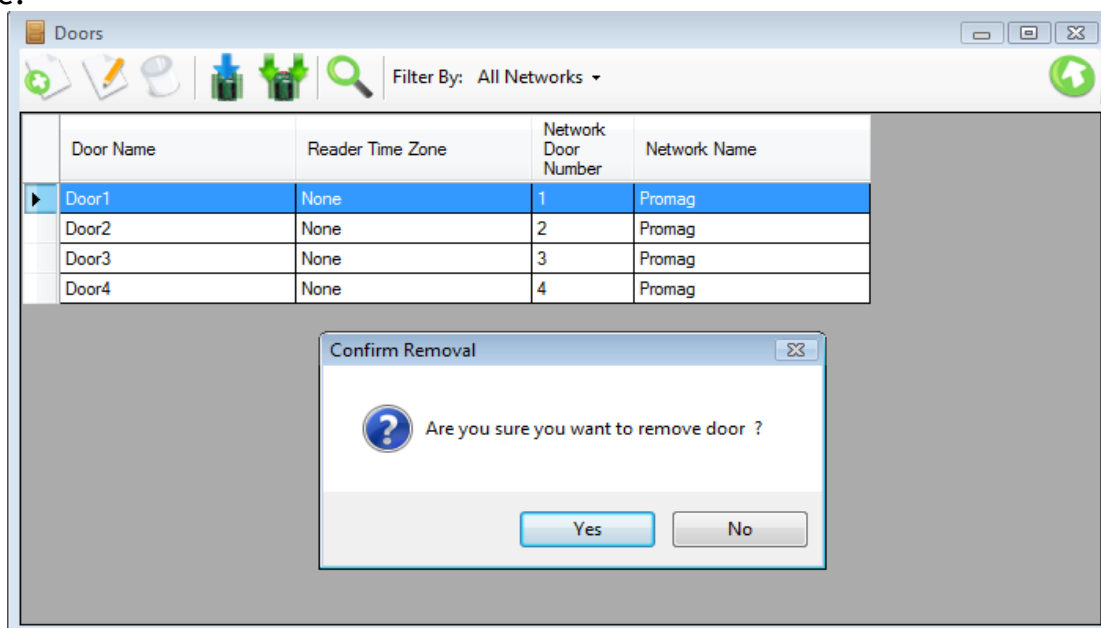 Doors
Filter By: All Networks
Door Name Reader Time Zone Network Door Number Network Name
Door1 None 1 Promag
Door2 None 2 Promag
Door3 None 3 Promag
Door4 None 4 Promag
Confirm Removal
Are you sure you want to remove door ?
Yes No